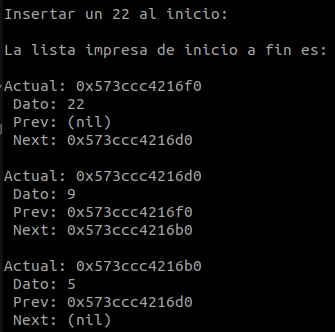 Insertar un 22 al inicio:
La lista impresa de inicio a fin es:
Actual: 0x573ccc4216f0
Dato: 22
Prev: (nil)
Next: 0x573ccc4216d0
Actual: 0x573ccc4216d0
Dato: 9
Prev: 0x573ccc4216f0
Next: 0x573ccc4216b0
Actual: 0x573ccc4216b0
Dato: 5
Prev: 0x573ccc4216d0
Next: (nil)